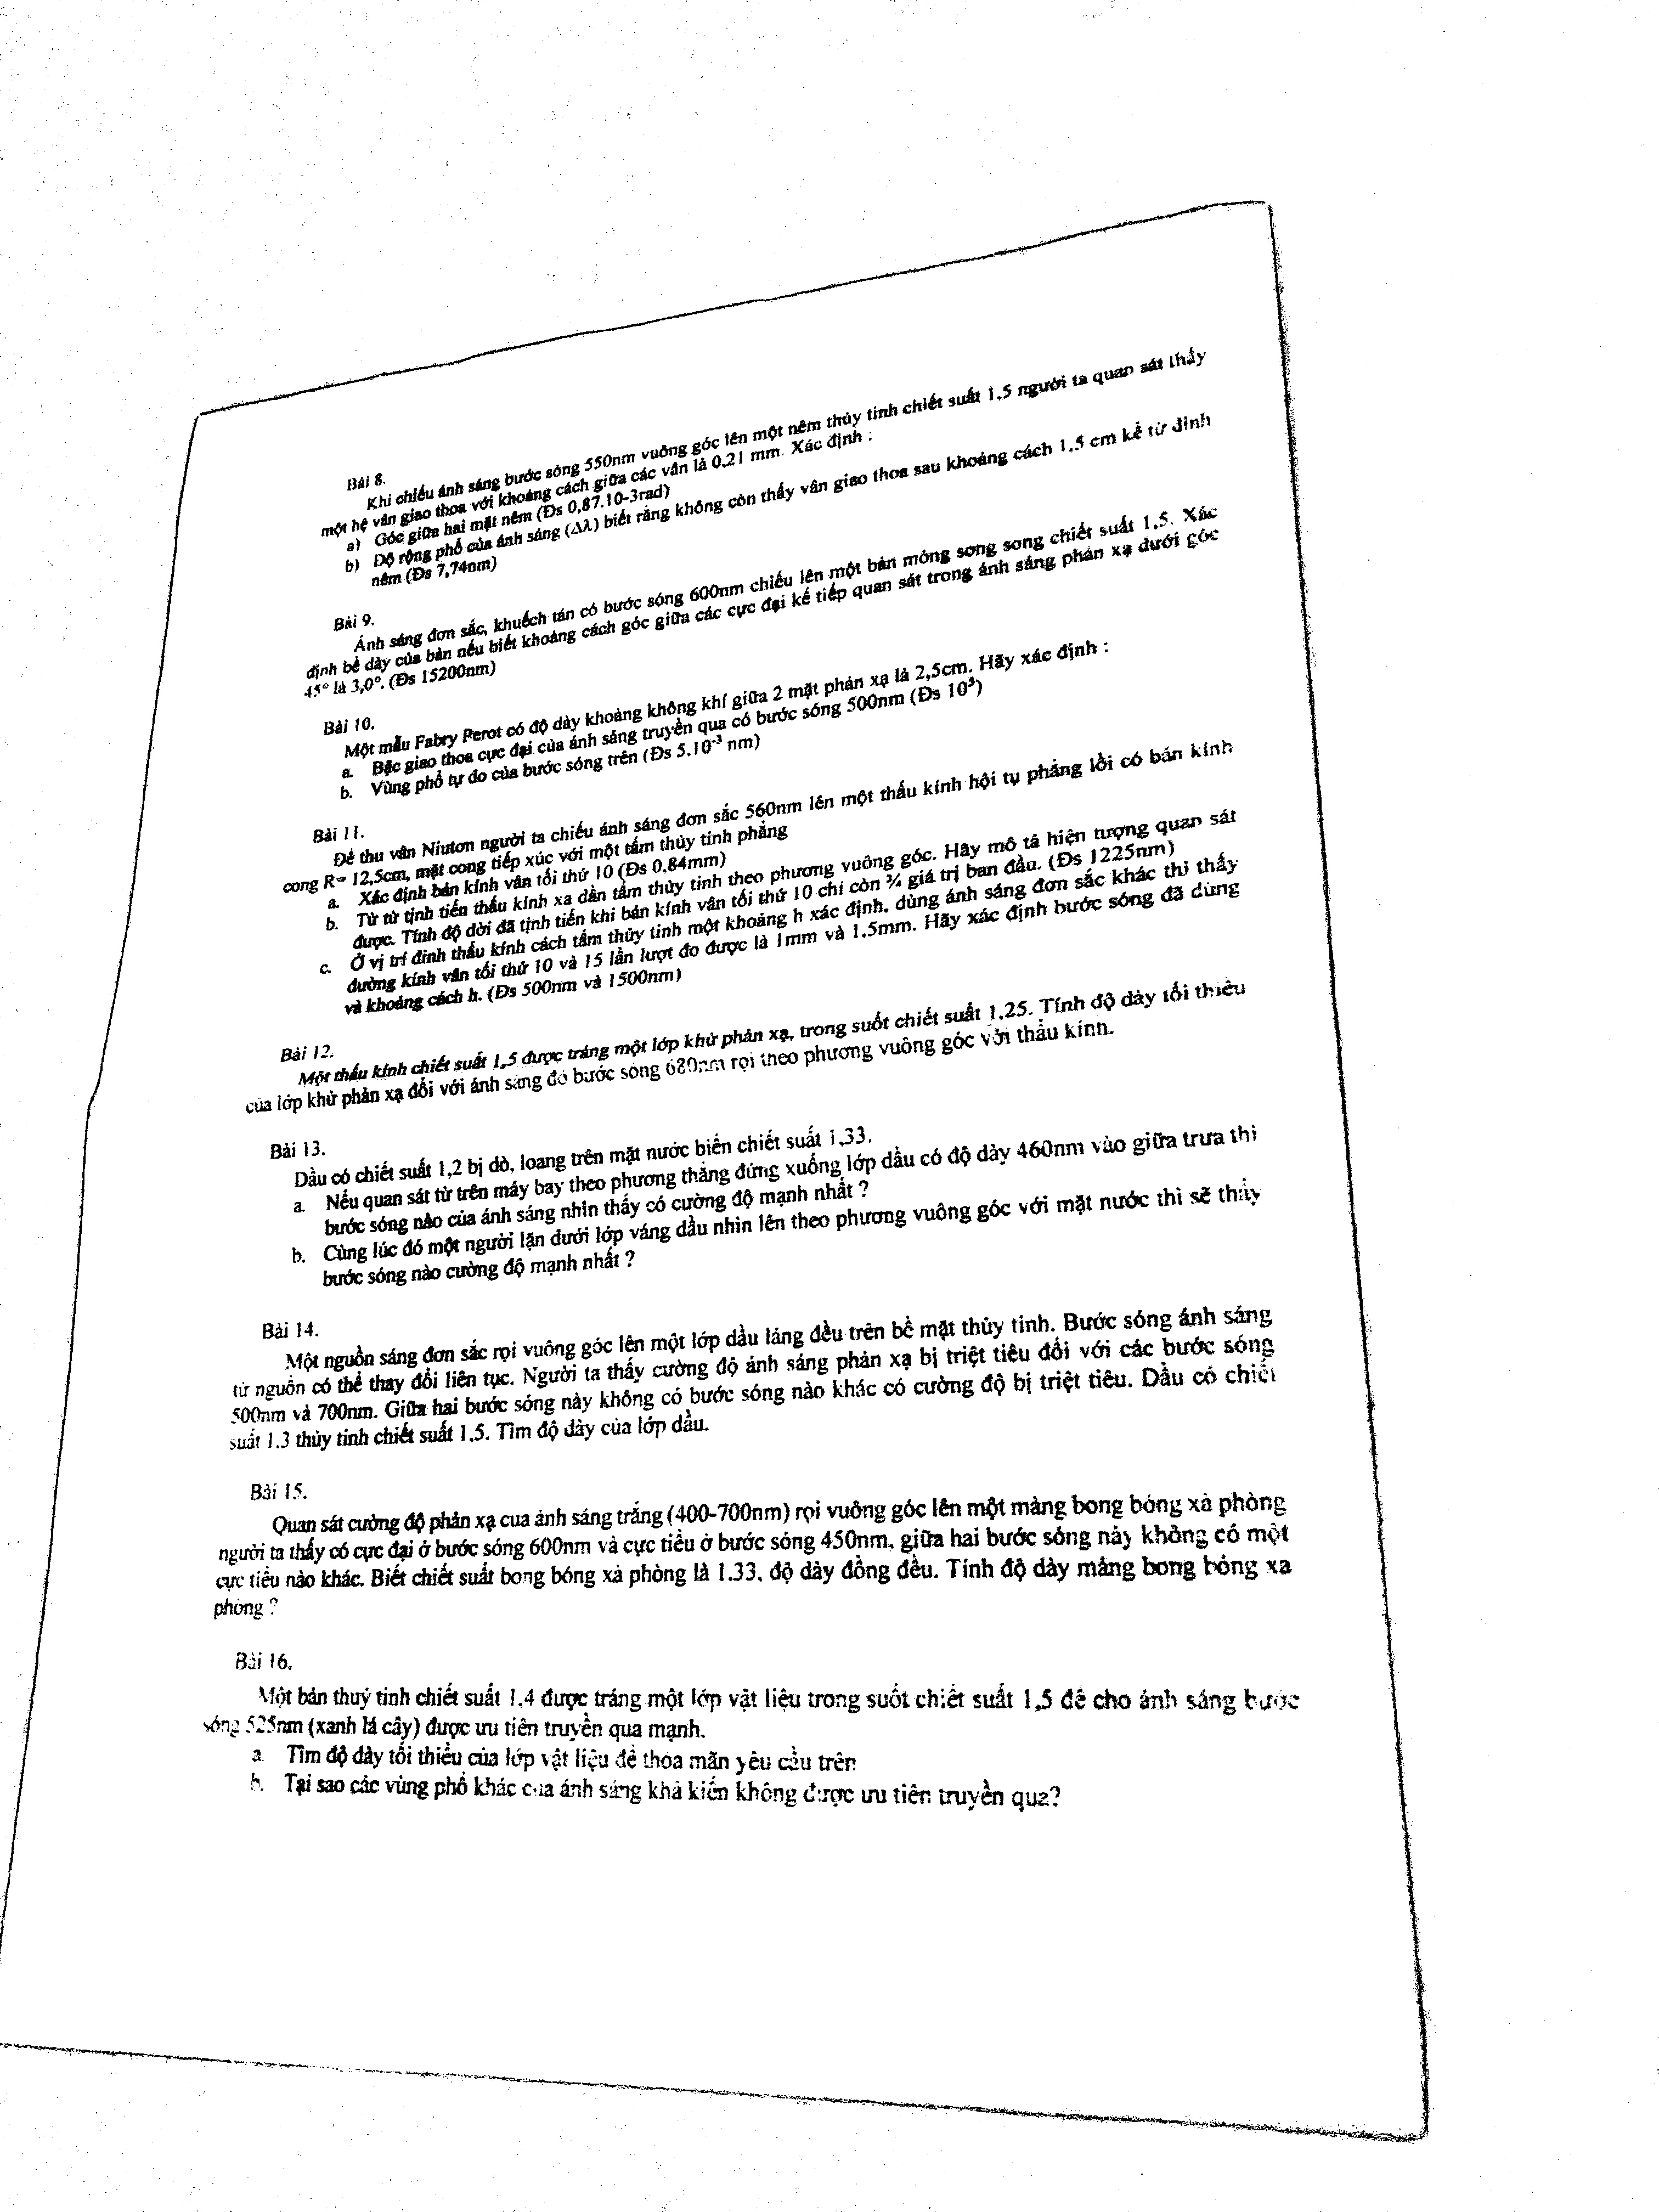 Bài 8.
Khi chiếu ánh sáng bước sóng 550nm vuông góc lên một nêm thủy tinh chiết suất 1,5 người ta quan sát thấy
một hệ vân giao thoa với khoảng cách giữa các vân là 0,21 mm. Xác định :
a) Góc giữa hai mặt nêm (Đs 0,87.10-3rad)
b) Độ rộng phổ của ánh sáng (Δλ) biết rằng không còn thấy vân giao thoa sau khoảng cách 1,5 cm kể từ đỉnh
nêm (Đs 7,74nm)
Bài 9.
Ánh sáng đơn sắc, khuếch tán có bước sóng 600nm chiếu lên một bản mỏng song song chiết suất 1,5. Xác
định bề dày của bản nếu biết khoảng cách góc giữa các cực đại kế tiếp quan sát trong ánh sáng phản xạ dưới góc
45° là 3,0°. (Đs 15200nm)
Bài 10.
Một mẫu Fabry Perot có độ dày khoảng không khí giữa 2 mặt phản xạ là 2,5cm. Hãy xác định :
a. Bậc giao thoa cực đại của ánh sáng truyền qua có bước sóng 500nm (Đs 10⁵)
b. Vùng phổ tự do của bước sóng trên (Đs 5.10⁻³ nm)
Bài 11.
Để thu vân Niutơn người ta chiếu ánh sáng đơn sắc 560nm lên một thấu kính hội tụ phẳng lồi có bán kính
cong R= 12,5cm, mặt cong tiếp xúc với một tấm thủy tinh phẳng
a. Xác định bán kính vân tối thứ 10 (Đs 0,84mm)
b. Từ từ tịnh tiến thấu kính xa dần tấm thủy tinh theo phương vuông góc. Hãy mô tả hiện tượng quan sát
được. Tính độ dời đã tịnh tiến khi bán kính vân tối thứ 10 chỉ còn ¾ giá trị ban đầu. (Đs 1225nm)
c. Ở vị trí đỉnh thấu kính cách tấm thủy tinh một khoảng h xác định, dùng ánh sáng đơn sắc khác thì thấy
đường kính vân tối thứ 10 và 15 lần lượt đo được là 1mm và 1,5mm. Hãy xác định bước sóng đã dùng
và khoảng cách h. (Đs 500nm và 1500nm)
Bài 12.
Một thấu kính chiết suất 1,5 được tráng một lớp khử phản xạ, trong suốt chiết suất 1,25. Tính độ dày tối thiểu
của lớp khử phản xạ đối với ánh sáng đỏ bước sóng 680nm rọi theo phương vuông góc với thấu kính.
Bài 13.
Dầu có chiết suất 1,2 bị dò, loang trên mặt nước biển chiết suất 1,33.
a. Nếu quan sát từ trên máy bay theo phương thẳng đứng xuống lớp dầu có độ dày 460nm vào giữa trưa thì
bước sóng nào của ánh sáng nhìn thấy có cường độ mạnh nhất ?
b. Cùng lúc đó một người lặn dưới lớp váng dầu nhìn lên theo phương vuông góc với mặt nước thì sẽ thấy
bước sóng nào cường độ mạnh nhất ?
Bài 14.
Một nguồn sáng đơn sắc rọi vuông góc lên một lớp dầu láng đều trên bề mặt thủy tinh. Bước sóng ánh sáng
từ nguồn có thể thay đổi liên tục. Người ta thấy cường độ ánh sáng phản xạ bị triệt tiêu đối với các bước sóng
500nm và 700nm. Giữa hai bước sóng này không có bước sóng nào khác có cường độ bị triệt tiêu. Dầu có chiết
suất 1.3 thủy tinh chiết suất 1.5. Tìm độ dày của lớp dầu.
Bài 15.
Quan sát cường độ phản xạ cua ánh sáng trắng (400-700nm) rọi vuông góc lên một màng bong bóng xà phòng
người ta thấy có cực đại ở bước sóng 600nm và cực tiểu ở bước sóng 450nm, giữa hai bước sóng này không có một
cực tiểu nào khác. Biết chiết suất bong bóng xà phòng là 1.33, độ dày đồng đều. Tính độ dày màng bong bóng xa
phòng ?
Bài 16.
Một bản thuỷ tinh chiết suất 1,4 được tráng một lớp vật liệu trong suốt chiết suất 1,5 để cho ánh sáng bước
sóng 525nm (xanh lá cây) được ưu tiên truyền qua mạnh.
a Tìm độ dày tối thiểu của lớp vật liệu để thỏa mãn yêu cầu trên
b. Tại sao các vùng phổ khác của ánh sáng khả kiến không được ưu tiên truyền qua?